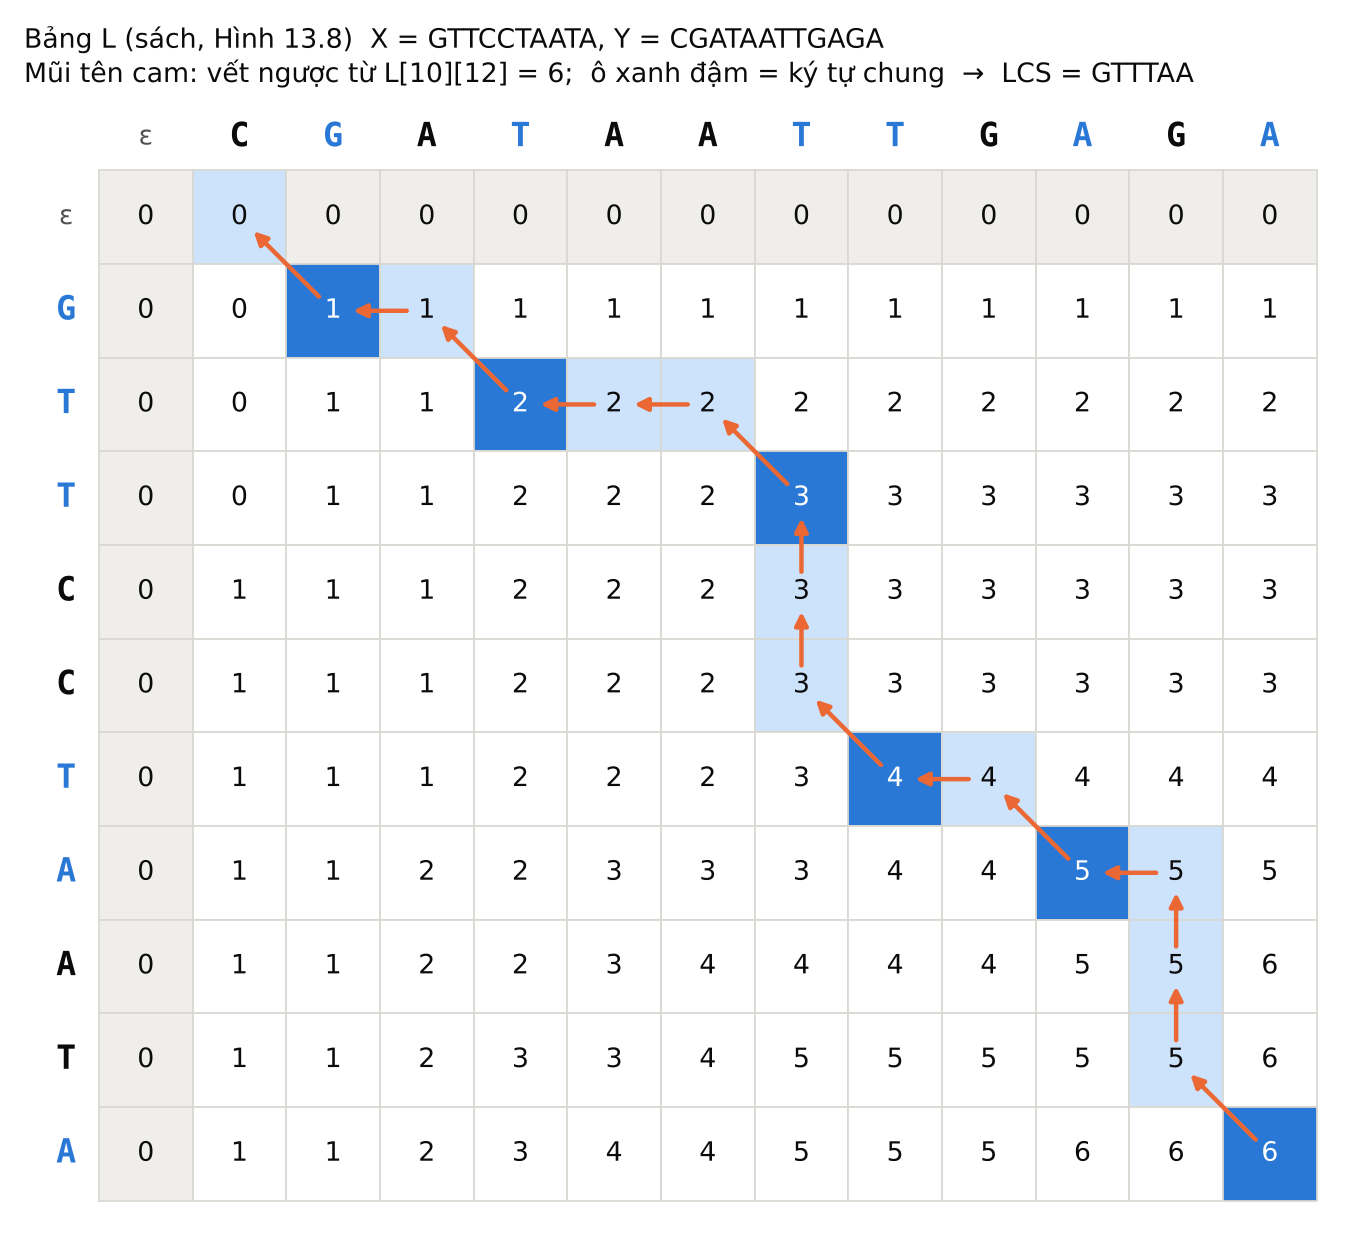 Bảng L (sách, Hình 13.8)  X = GTTCCTAATA, Y = CGATAATTGAGA
Mũi tên cam: vết ngược từ L[10][12] = 6;  ô xanh đậm = ký tự chung  →  LCS = GTTTAA
ε C G A T A A T T G A G A
ε 0 0 0 0 0 0 0 0 0 0 0 0 0
G 0 0 1 1 1 1 1 1 1 1 1 1 1
T 0 0 1 1 2 2 2 2 2 2 2 2 2
T 0 0 1 1 2 2 2 3 3 3 3 3 3
C 0 1 1 1 2 2 2 3 3 3 3 3 3
C 0 1 1 1 2 2 2 3 3 3 3 3 3
T 0 1 1 1 2 2 2 3 4 4 4 4 4
A 0 1 1 2 2 3 3 3 4 4 5 5 5
A 0 1 1 2 2 3 4 4 4 4 5 5 6
T 0 1 1 2 3 3 4 5 5 5 5 5 6
A 0 1 1 2 3 4 4 5 5 5 6 6 6